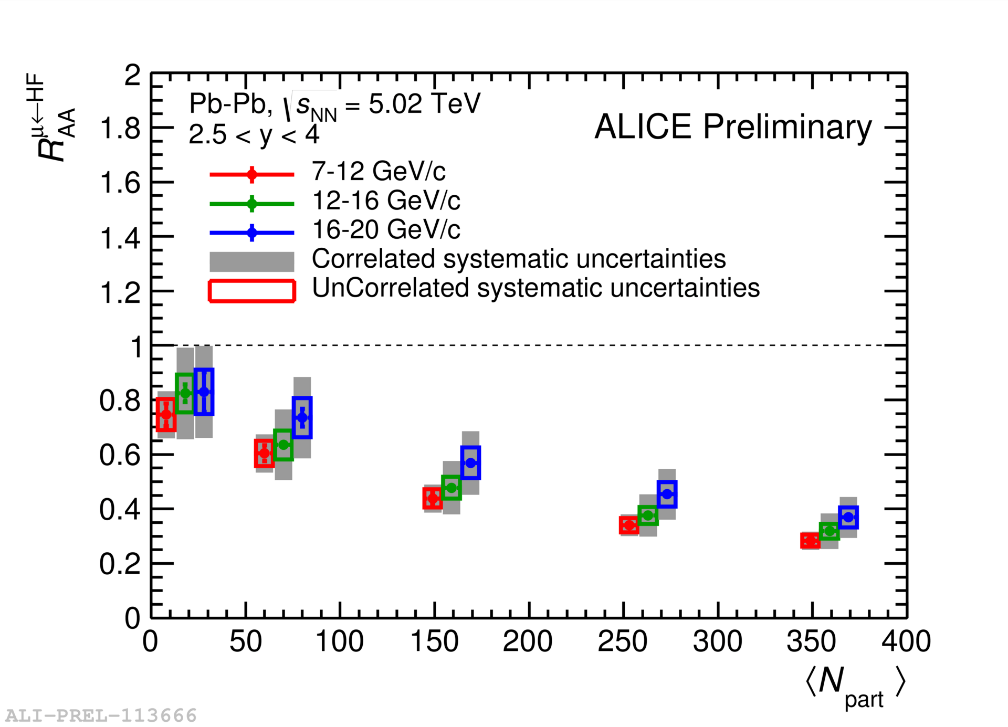 R_AA^μ←HF
2
1.8
1.6
1.4
1.2
1
0.8
0.6
0.4
0.2
0
Pb-Pb, √s_NN = 5.02 TeV
2.5 < y < 4
ALICE Preliminary
7-12 GeV/c
12-16 GeV/c
16-20 GeV/c
Correlated systematic uncertainties
UnCorrelated systematic uncertainties
0 50 100 150 200 250 300 350 400
⟨N_part⟩
ALI-PREL-113666